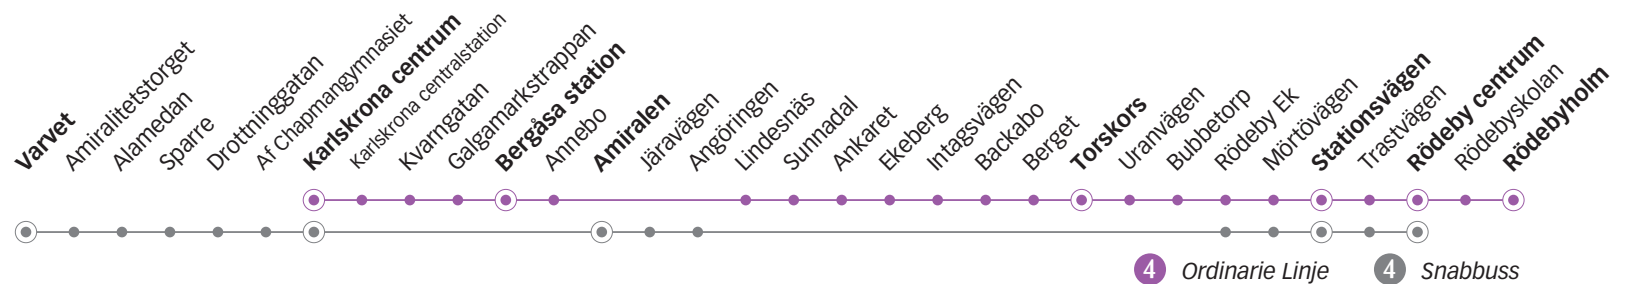 Varvet
Amiralitetstorget
Alamedan
Sparre
Drottninggatan
Af Chapmangymnasiet
Karlskrona centrum
Karlskrona centralstation
Kvarngatan
Galgamarkstrappan
Bergåsa station
Annebo
Amiralen
Järavägen
Angöringen
Lindesnäs
Sunnadal
Ankaret
Ekeberg
Intagsvägen
Backabo
Berget
Torskors
Uranvägen
Bubbetorp
Rödeby Ek
Mörtövägen
Stationsvägen
Trastvägen
Rödeby centrum
Rödebyskolan
Rödebyholm
4 Ordinarie Linje
4 Snabbuss